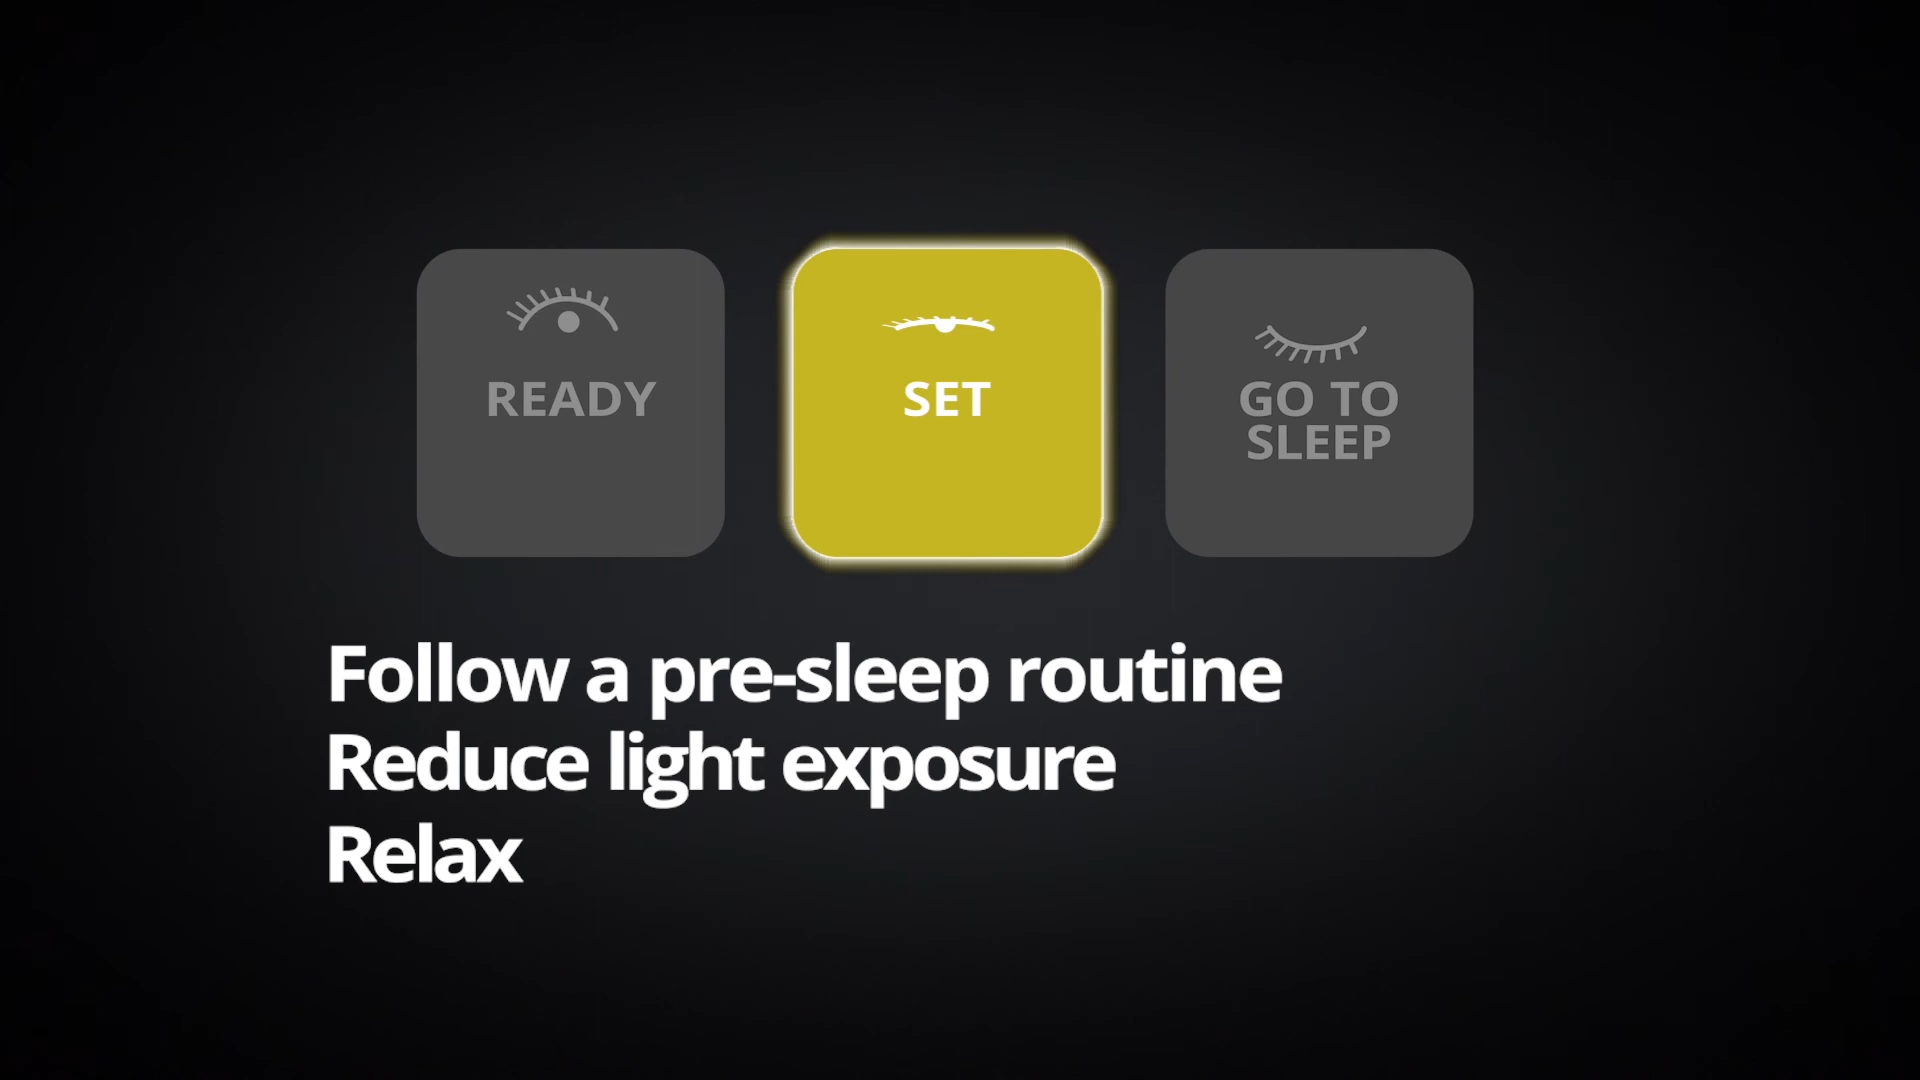 READY
SET
GO TO
SLEEP
Follow a pre-sleep routine
Reduce light exposure
Relax